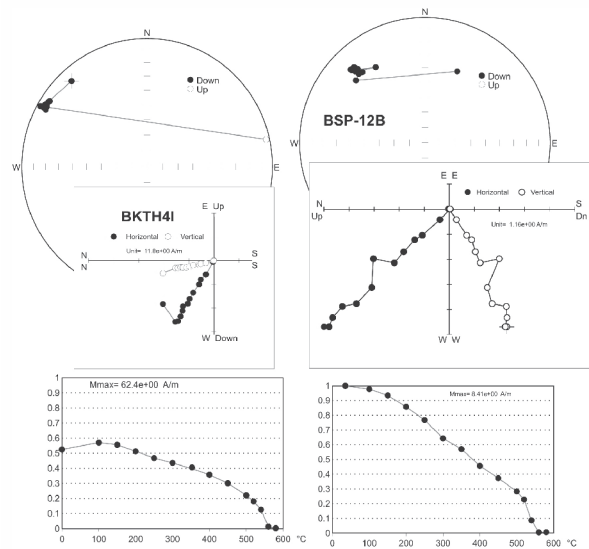 N
Down
Up
W
E
BKTH4I
E Up
Horizontal
Vertical
Unit= 11.0e+00 A/m
N
N
S
S
W Down
Mmax= 62.4e+00 A/m
1
0.9
0.8
0.7
0.6
0.5
0.4
0.3
0.2
0.1
0
0 100 200 300 400 500 600 °C
N
Down
Up
BSP-12B
W
E
E E
Horizontal
Vertical
N
Up
S
Dn
Unit= 1.16e+00 A/m
W W
Mmax= 8.41e+00 A/m
1
0.9
0.8
0.7
0.6
0.5
0.4
0.3
0.2
0.1
0
0 100 200 300 400 500 600 °C